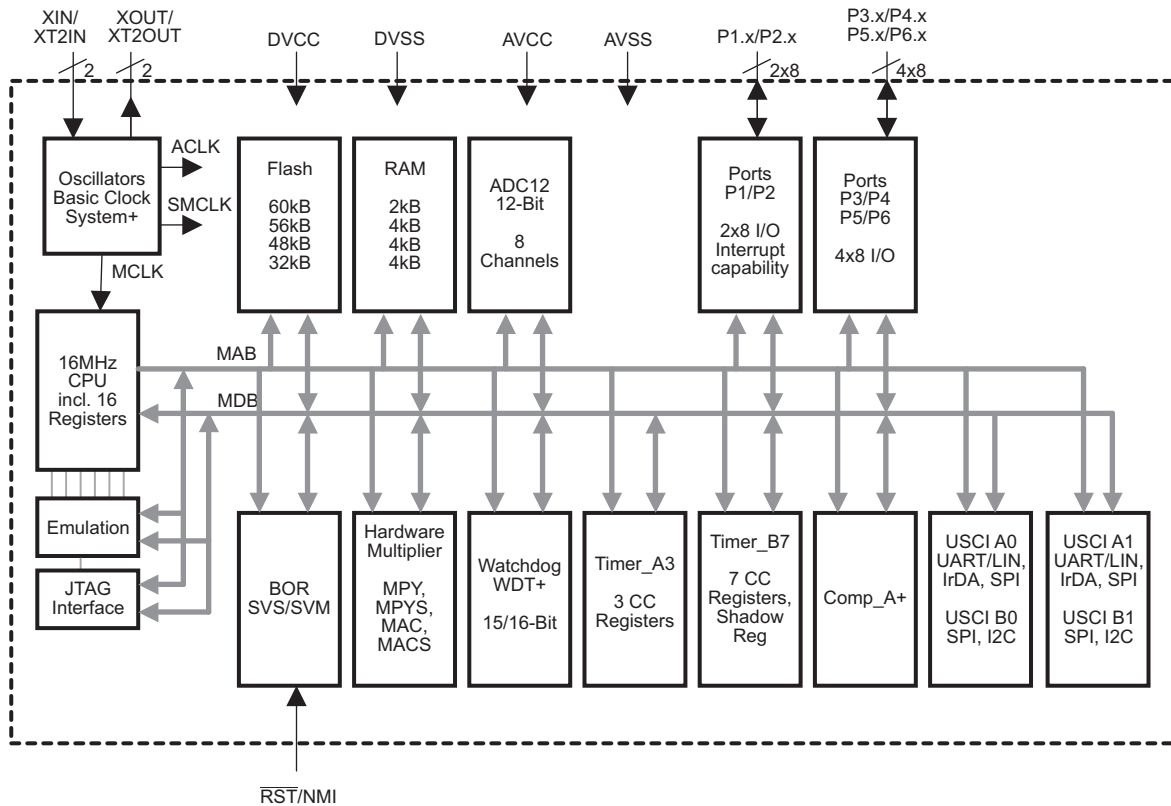 XIN/
XT2IN
XOUT/
XT2OUT
DVCC
DVSS
AVCC
AVSS
P1.x/P2.x
P3.x/P4.x
P5.x/P6.x
2
2
2x8
4x8
Oscillators
Basic Clock
System+
ACLK
SMCLK
MCLK
Flash
60kB
56kB
48kB
32kB
RAM
2kB
4kB
4kB
4kB
ADC12
12-Bit
8
Channels
Ports
P1/P2
2x8 I/O
Interrupt
capability
Ports
P3/P4
P5/P6
4x8 I/O
16MHz
CPU
incl. 16
Registers
MAB
MDB
Emulation
JTAG
Interface
BOR
SVS/SVM
Hardware
Multiplier
MPY,
MPYS,
MAC,
MACS
Watchdog
WDT+
15/16-Bit
Timer_A3
3 CC
Registers
Timer_B7
7 CC
Registers,
Shadow
Reg
Comp_A+
USCI A0
UART/LIN,
IrDA, SPI
USCI B0
SPI, I2C
USCI A1
UART/LIN,
IrDA, SPI
USCI B1
SPI, I2C
RST/NMI